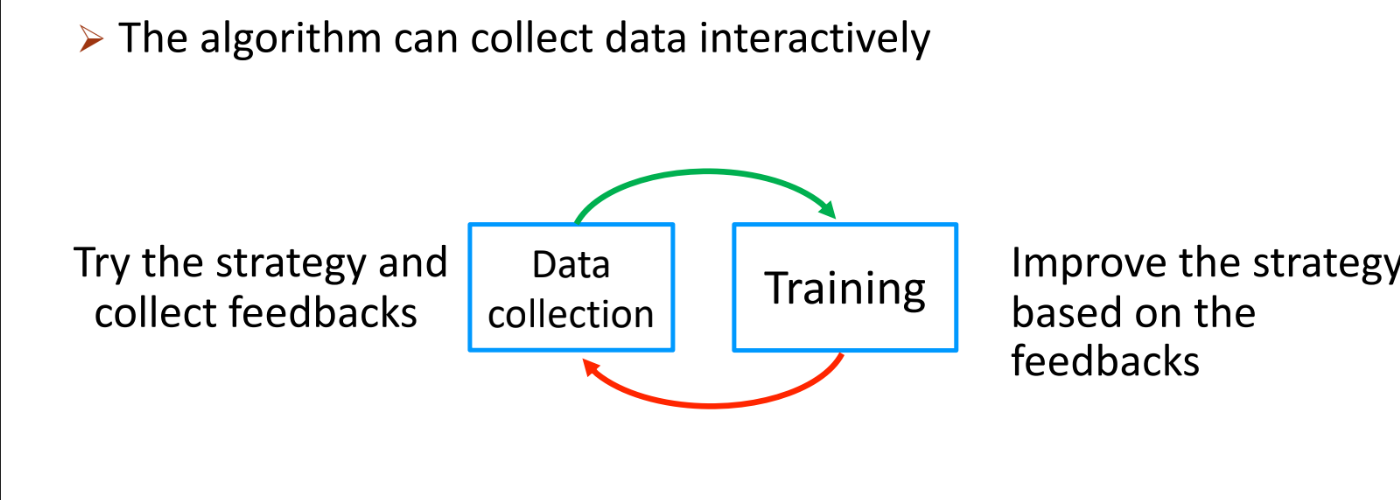 The algorithm can collect data interactively
Try the strategy and
collect feedbacks
Data
collection
Training
Improve the strategy
based on the
feedbacks